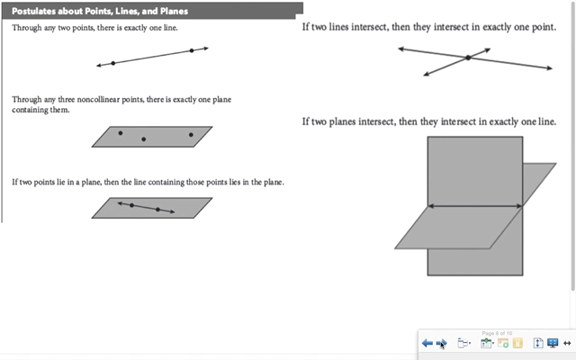 Postulates about Points, Lines, and Planes
Through any two points, there is exactly one line.
Through any three noncollinear points, there is exactly one plane
containing them.
If two points lie in a plane, then the line containing those points lies in the plane.
If two lines intersect, then they intersect in exactly one point.
If two planes intersect, then they intersect in exactly one line.